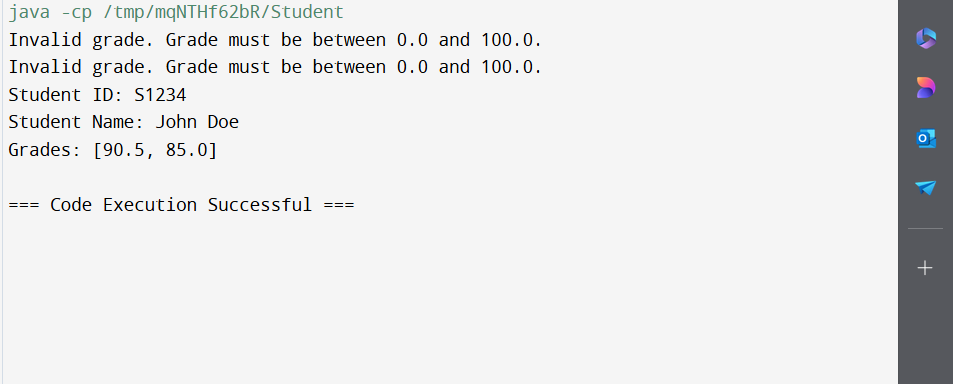 java -cp /tmp/mqNTHf62bR/Student
Invalid grade. Grade must be between 0.0 and 100.0.
Invalid grade. Grade must be between 0.0 and 100.0.
Student ID: S1234
Student Name: John Doe
Grades: [90.5, 85.0]
=== Code Execution Successful ===